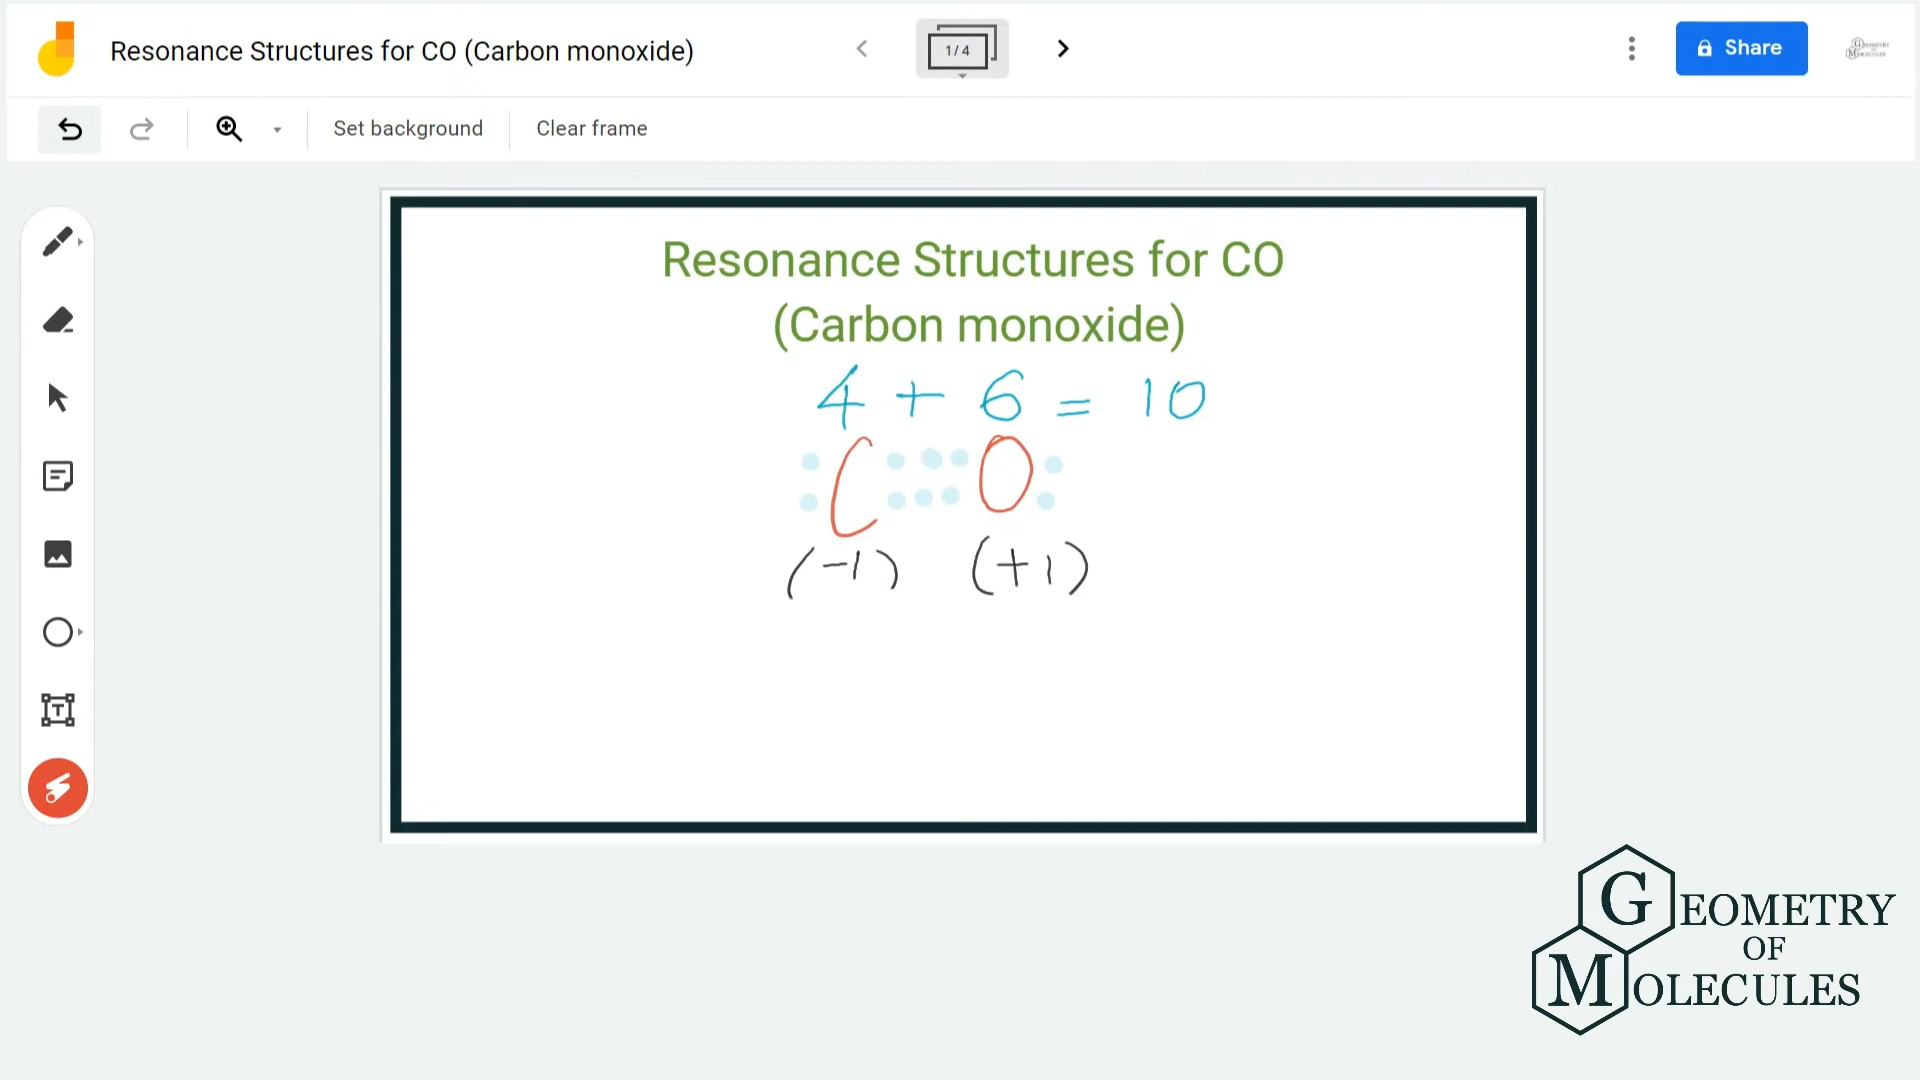 Resonance Structures for CO (Carbon monoxide)
1/4
Share
Set background
Clear frame
Resonance Structures for CO
(Carbon monoxide)
4 + 6 = 10
C O
(-1) (+1)
T
GEOMETRY
OF
MOLECULES